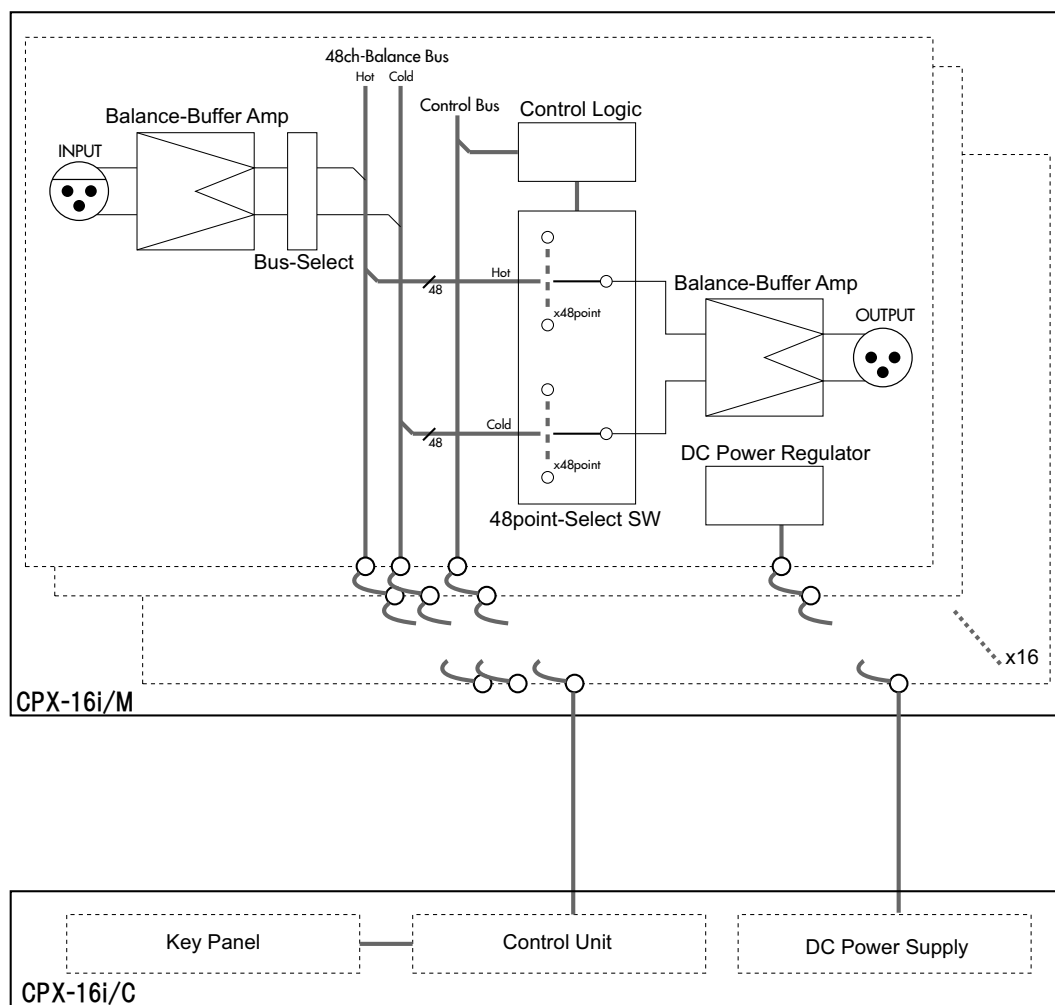 48ch-Balance Bus
Hot Cold
Balance-Buffer Amp
Control Bus
Control Logic
INPUT
Bus-Select
48
Hot
x48point
Balance-Buffer Amp
OUTPUT
48
Cold
x48point
DC Power Regulator
48point-Select SW
x16
CPX-16i/M
Key Panel
Control Unit
DC Power Supply
CPX-16i/C